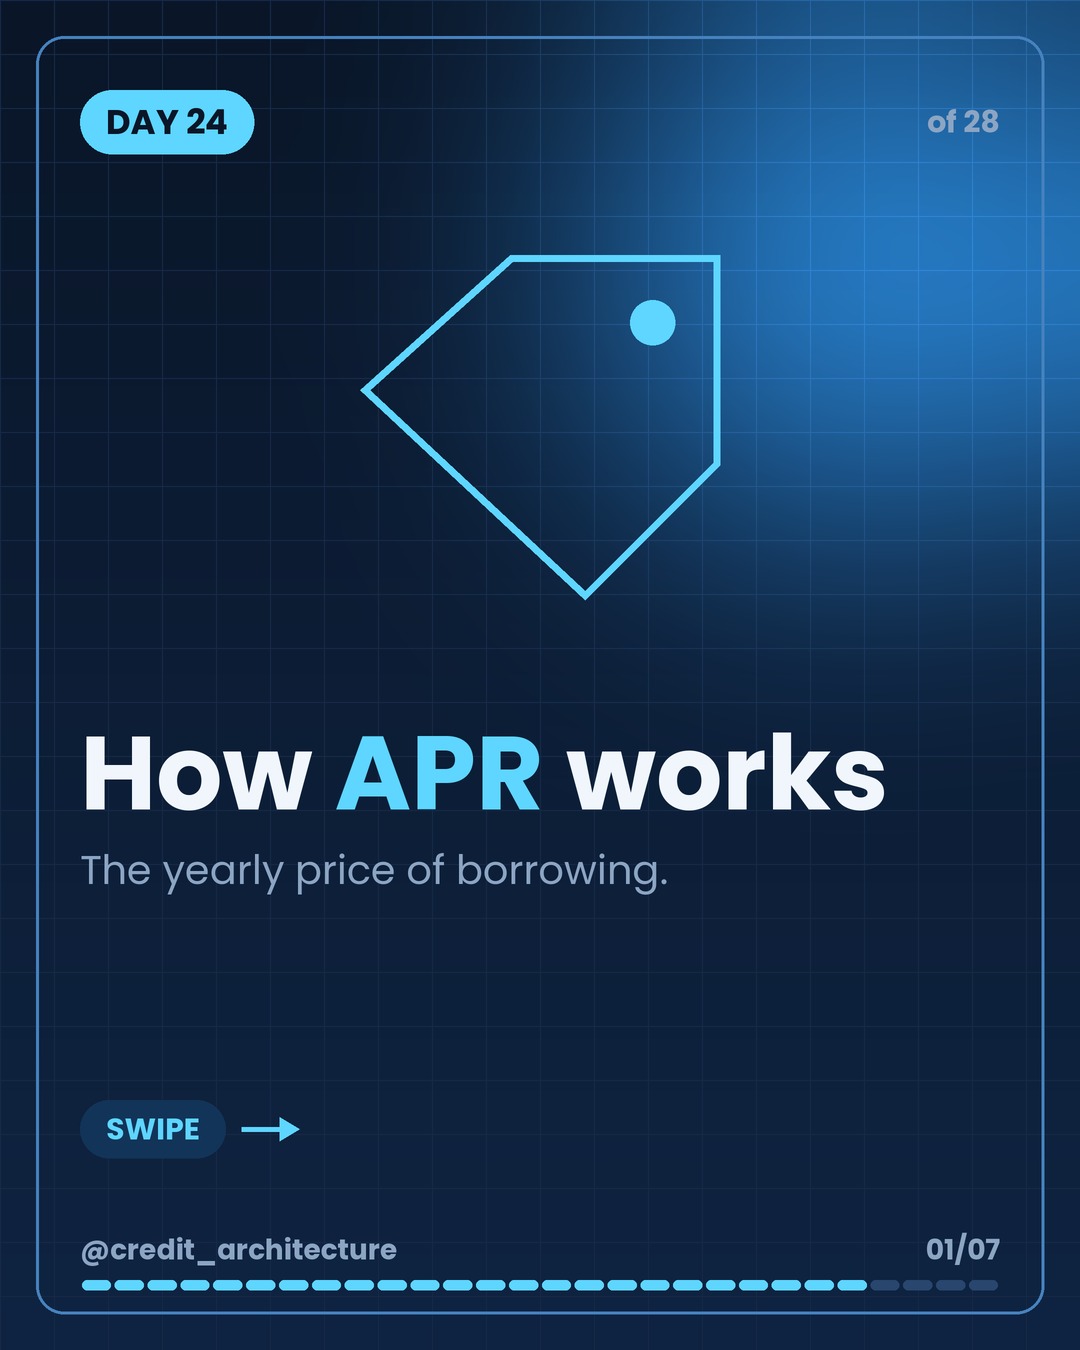 DAY 24
of 28
How APR works
The yearly price of borrowing.
SWIPE
@credit_architecture
01/07